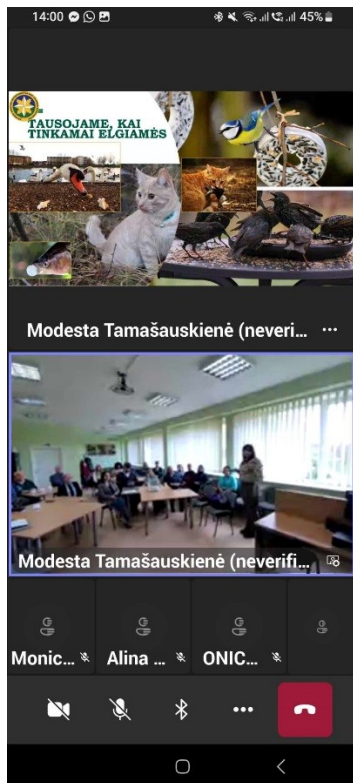 14:00
45%
TAUSOJAME, KAI
TINKAMAI ELGIAMĖS
Modesta Tamašauskienė (neveri...
Modesta Tamašauskienė (neverifi...
Monic...
Alina ...
ONIC...